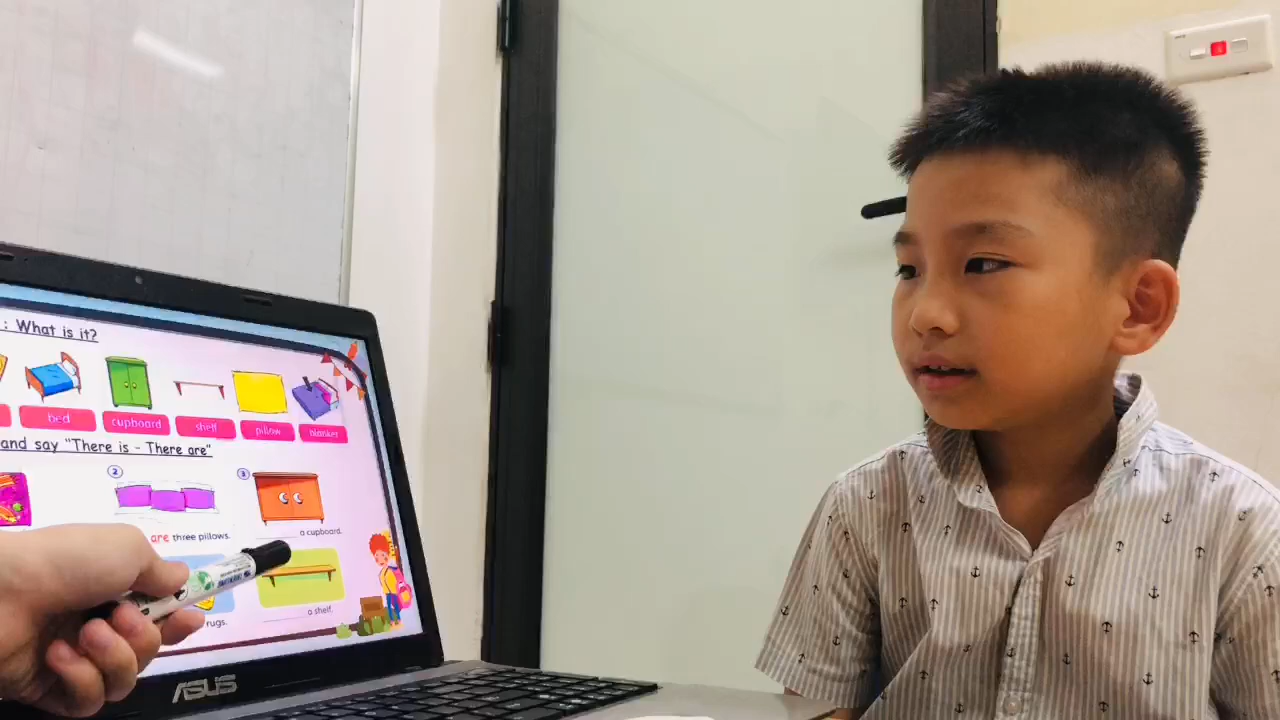 : What is it?
bed cupboard shelf pillow blanket
and say "There is - There are"
2 3
are three pillows. a cupboard.
rugs. a shelf.
ASUS